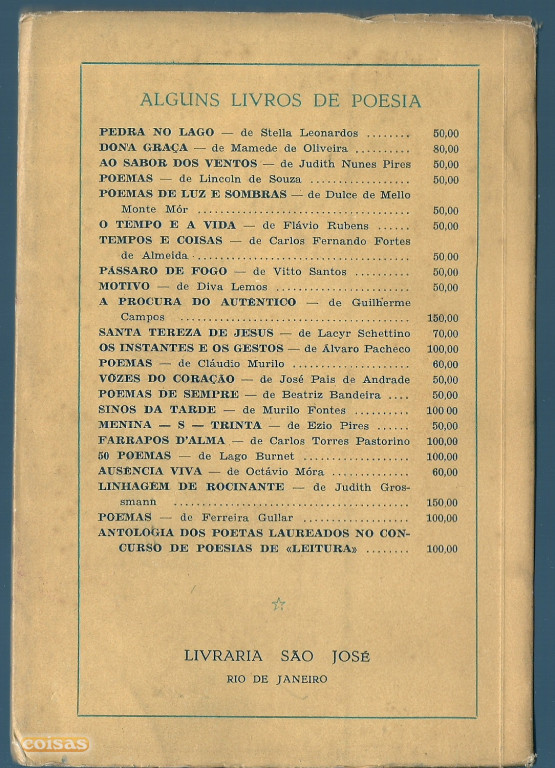 ALGUNS LIVROS DE POESIA
PEDRA NO LAGO — de Stella Leonardos ........ 50,00
DONA GRAÇA — de Mamede de Oliveira .......... 80,00
AO SABOR DOS VENTOS — de Judith Nunes Pires 50,00
POEMAS — de Lincoln de Souza .................. 50,00
POEMAS DE LUZ E SOMBRAS — de Dulce de Mello
Monte Mór ....................................... 50,00
O TEMPO E A VIDA — de Flávio Rubens ...... 50,00
TEMPOS E COISAS — de Carlos Fernando Fortes
de Almeida ....................................... 50,00
PÁSSARO DE FOGO — de Vitto Santos .......... 50,00
MOTIVO — de Diva Lemos ........................ 50,00
A PROCURA DO AUTÊNTICO — de Guilherme
Campos .......................................... 150,00
SANTA TEREZA DE JESUS — de Lacyr Schettino 70,00
OS INSTANTES E OS GESTOS — de Álvaro Pacheco 100,00
POEMAS — de Cláudio Murilo ..................... 60,00
VOZES DO CORAÇÃO — de José Pais de Andrade 50,00
POEMAS DE SEMPRE — de Beatriz Bandeira .... 50,00
SINOS DA TARDE — de Murilo Fontes .......... 100 00
MENINA — S — TRINTA — de Ezio Pires ...... 50,00
FARRAPOS D'ALMA — de Carlos Torres Pastorino 100,00
50 POEMAS — de Lago Burnet ................... 100,00
AUSÊNCIA VIVA — de Octávio Móra ............. 60,00
LINHAGEM DE ROCINANTE — de Judith Gros-
smann .......................................... 150,00
POEMAS — de Ferreira Gullar ................... 100,00
ANTOLOGIA DOS POETAS LAUREADOS NO CON-
CURSO DE POESIAS DE «LEITURA» ........ 100,00
LIVRARIA SÃO JOSÉ
RIO DE JANEIRO
coisas